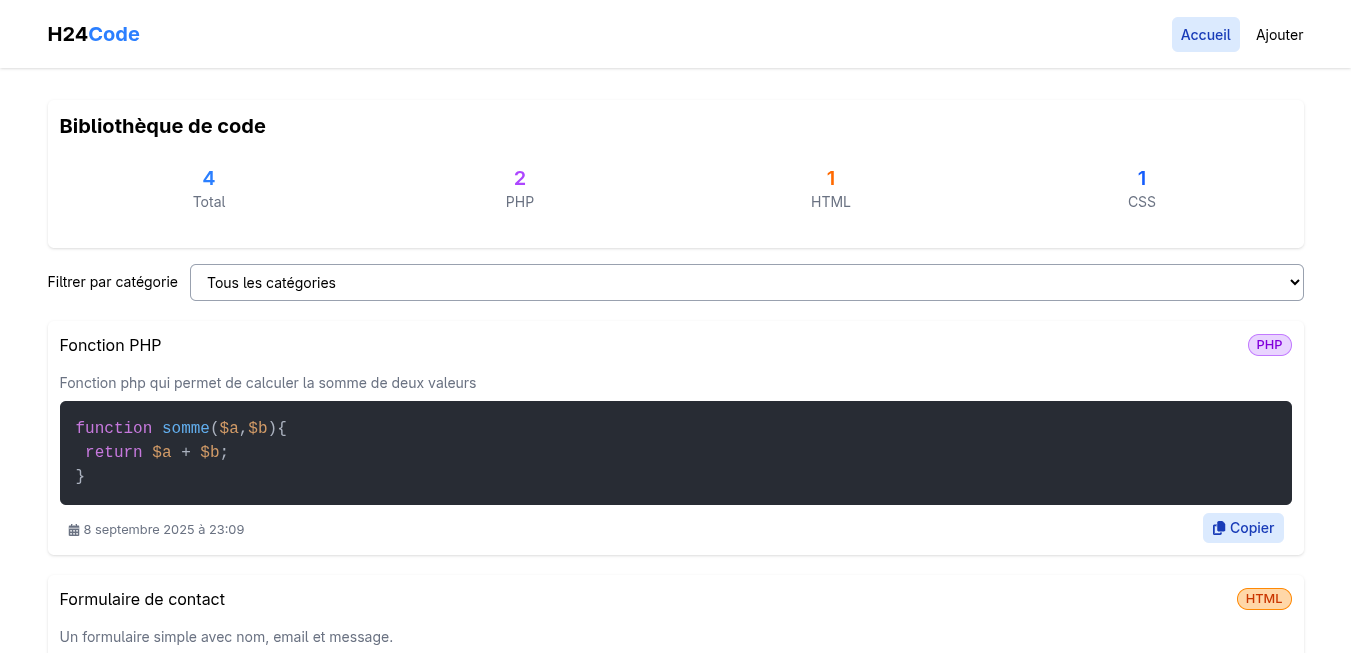 H24Code
Accueil Ajouter
Bibliothèque de code
4 2 1 1
Total PHP HTML CSS
Filtrer par catégorie Tous les catégories
Fonction PHP PHP
Fonction php qui permet de calculer la somme de deux valeurs
function somme($a,$b){
 return $a + $b;
}
8 septembre 2025 à 23:09 Copier
Formulaire de contact HTML
Un formulaire simple avec nom, email et message.